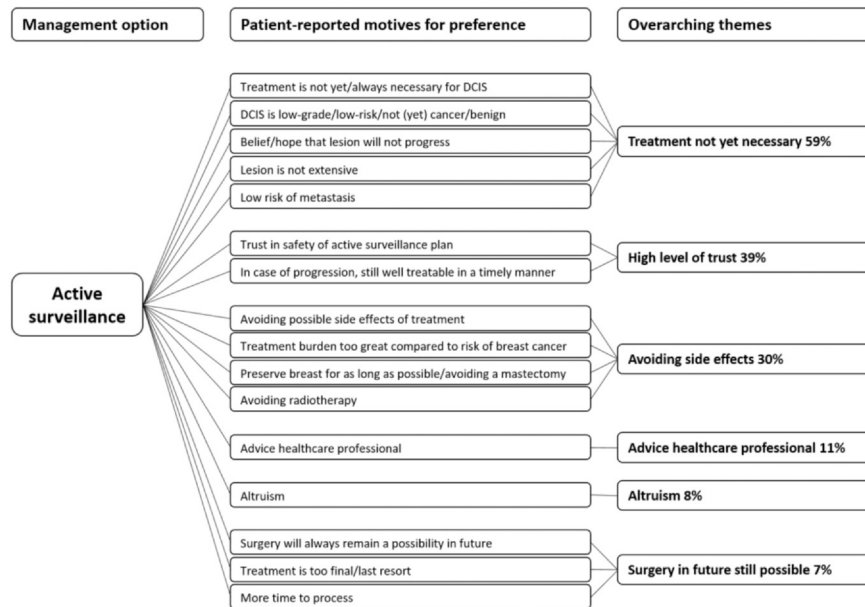 Management option
Patient-reported motives for preference
Overarching themes
Treatment is not yet/always necessary for DCIS
DCIS is low-grade/low-risk/not (yet) cancer/benign
Belief/hope that lesion will not progress
Lesion is not extensive
Low risk of metastasis
Treatment not yet necessary 59%
Trust in safety of active surveillance plan
In case of progression, still well treatable in a timely manner
High level of trust 39%
Active
surveillance
Avoiding possible side effects of treatment
Treatment burden too great compared to risk of breast cancer
Preserve breast for as long as possible/avoiding a mastectomy
Avoiding radiotherapy
Avoiding side effects 30%
Advice healthcare professional
Advice healthcare professional 11%
Altruism
Altruism 8%
Surgery will always remain a possibility in future
Treatment is too final/last resort
More time to process
Surgery in future still possible 7%